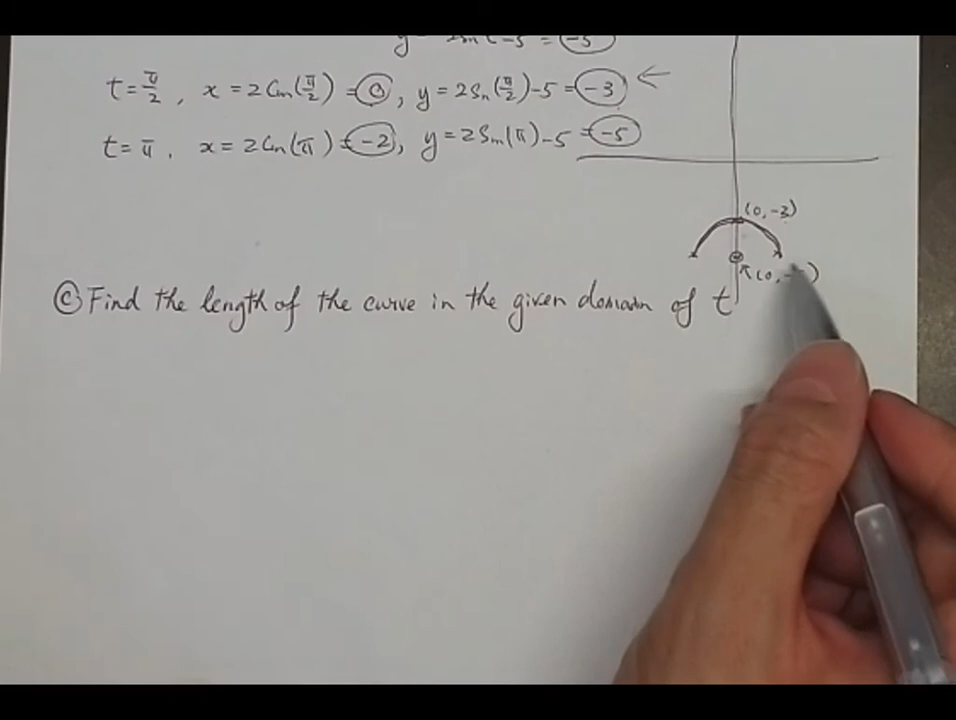 t = π/2 , x = 2 Cos(π/2) = 0 , y = 2 Sin(π/2) - 5 = -3 ←
t = π , x = 2 Cos(π) = -2 , y = 2 Sin(π) - 5 = -5
(0, -3)
(0,
ⓒ Find the length of the curve in the given domain of t